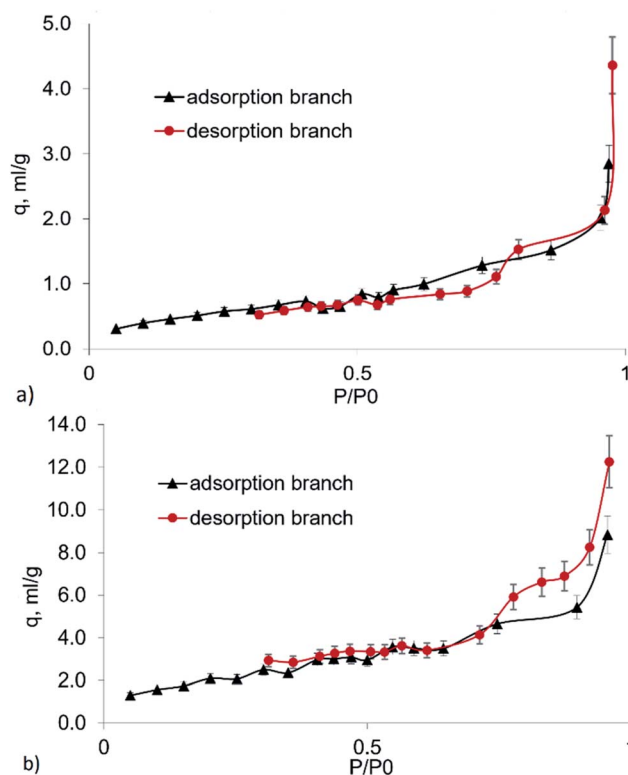 5.0
4.0
3.0
2.0
1.0
0.0
q, ml/g
adsorption branch
desorption branch
0
0.5
1
P/P0
a)
14.0
12.0
10.0
8.0
6.0
4.0
2.0
0.0
q, ml/g
adsorption branch
desorption branch
0
0.5
1
P/P0
b)